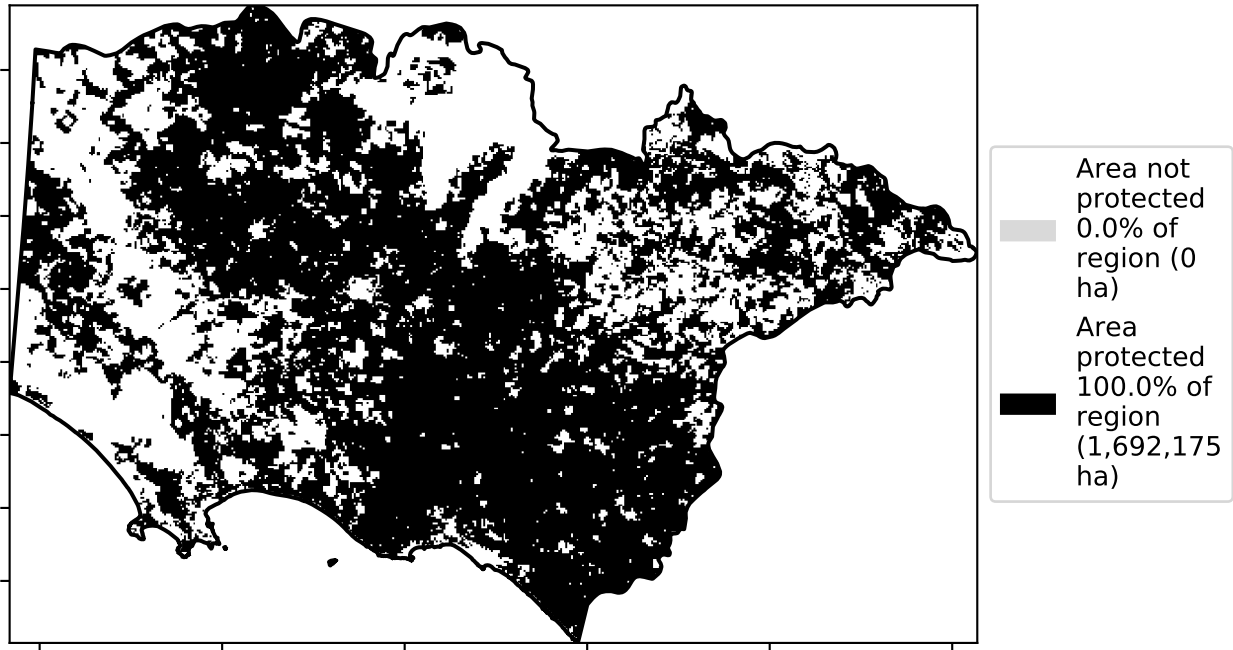 Area not
protected
0.0% of
region (0
ha)
Area
protected
100.0% of
region
(1,692,175
ha)